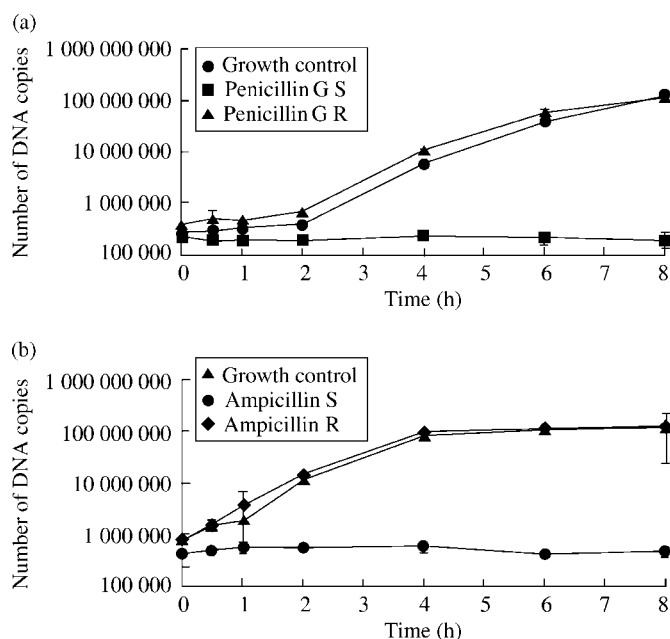 (a)
1 000 000 000
100 000 000
10 000 000
1 000 000
100 000
Number of DNA copies
Growth control
Penicillin G S
Penicillin G R
0 1 2 3 4 5 6 7 8
Time (h)
(b)
1 000 000 000
100 000 000
10 000 000
1 000 000
100 000
Number of DNA copies
Growth control
Ampicillin S
Ampicillin R
0 1 2 3 4 5 6 7 8
Time (h)